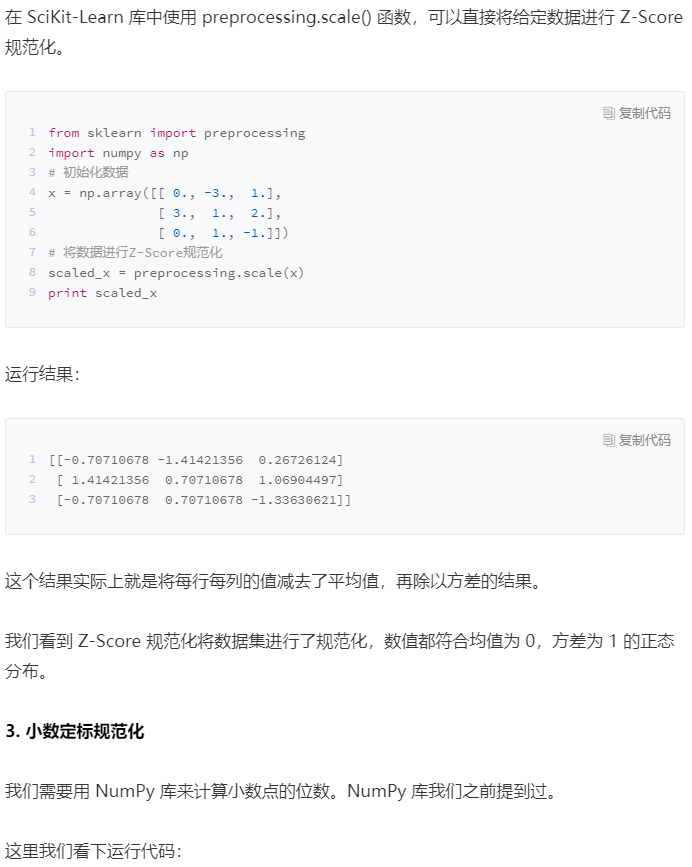 在 SciKit-Learn 库中使用 preprocessing.scale() 函数，可以直接将给定数据进行 Z-Score
规范化。
复制代码
1 from sklearn import preprocessing
2 import numpy as np
3 # 初始化数据
4 x = np.array([[ 0., -3.,  1.],
5               [ 3.,  1.,  2.],
6               [ 0.,  1., -1.]])
7 # 将数据进行Z-Score规范化
8 scaled_x = preprocessing.scale(x)
9 print scaled_x
运行结果：
复制代码
1 [[-0.70710678 -1.41421356  0.26726124]
2  [ 1.41421356  0.70710678  1.06904497]
3  [-0.70710678  0.70710678 -1.33630621]]
这个结果实际上就是将每行每列的值减去了平均值，再除以方差的结果。
我们看到 Z-Score 规范化将数据集进行了规范化，数值都符合均值为 0，方差为 1 的正态
分布。
3. 小数定标规范化
我们需要用 NumPy 库来计算小数点的位数。NumPy 库我们之前提到过。
这里我们看下运行代码：